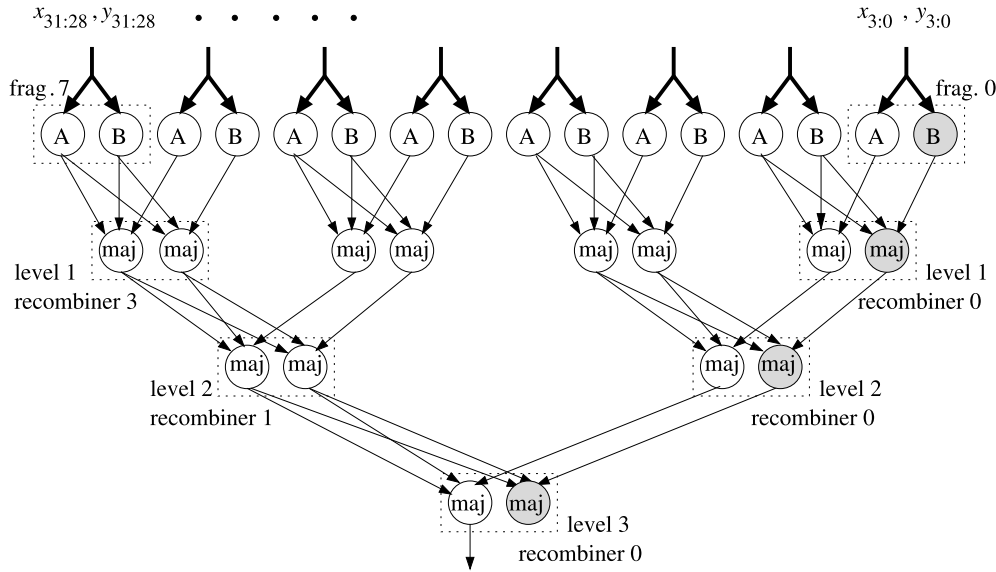 x31:28 , y31:28 • • • • • x3:0 , y3:0
frag. 7 frag. 0
A B A B A B A B A B A B A B A B
maj maj maj maj maj maj maj maj
level 1 level 1
recombiner 3 recombiner 0
maj maj maj maj
level 2 level 2
recombiner 1 recombiner 0
maj maj
level 3
recombiner 0